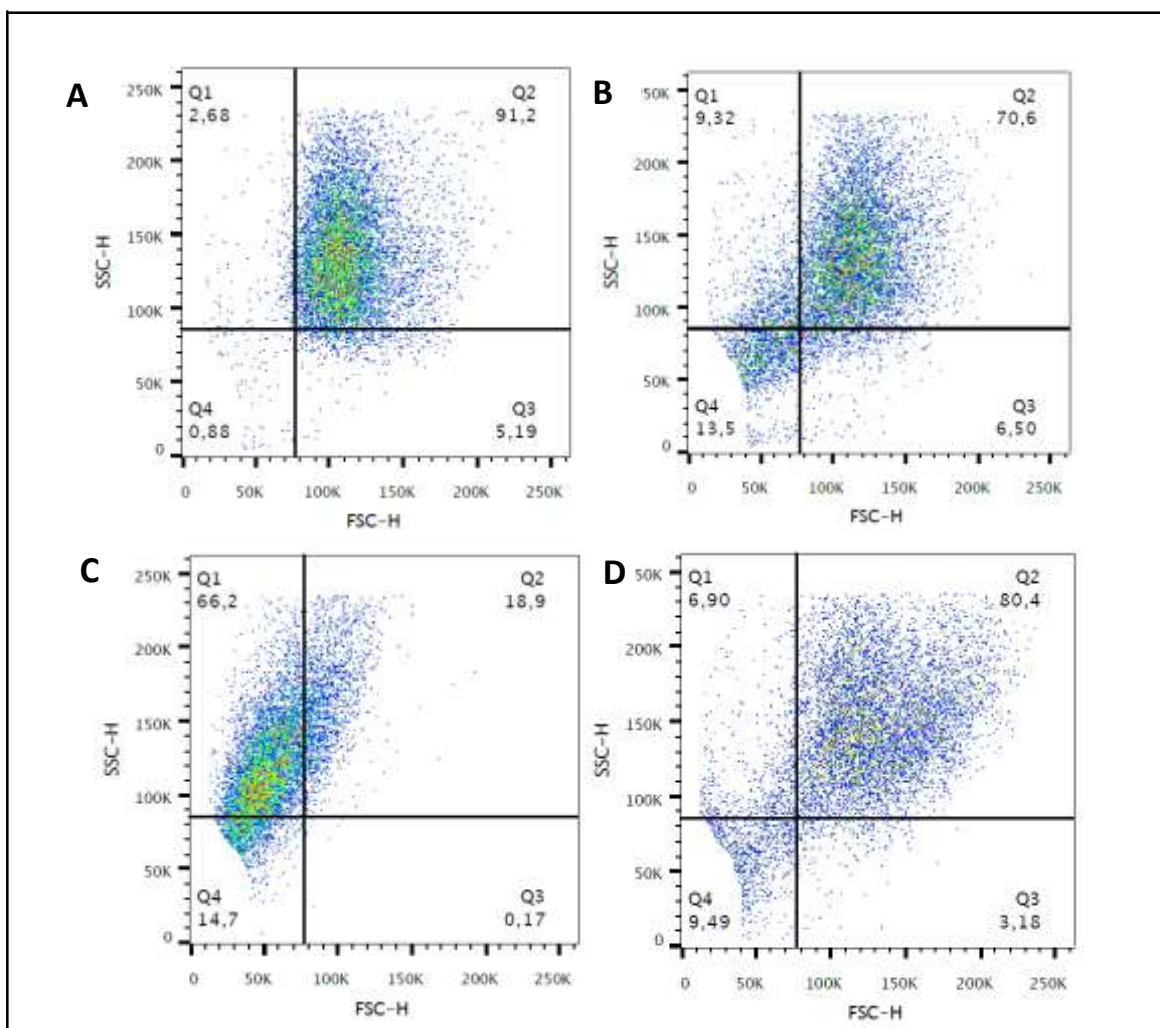 A
250K
200K
150K
100K
50K
0
SSC-H
Q1
2,68
Q2
91,2
Q4
0,88
Q3
5,19
0 50K 100K 150K 200K 250K
FSC-H
B
50K
200K
150K
100K
50K
0
SSC-H
Q1
9,32
Q2
70,6
Q4
13,5
Q3
6,50
0 50K 100K 150K 200K 250K
FSC-H
C
250K
200K
150K
100K
50K
0
SSC-H
Q1
66,2
Q2
18,9
Q4
14,7
Q3
0,17
0 50K 100K 150K 200K 250K
FSC-H
D
50K
200K
150K
100K
50K
0
SSC-H
Q1
6,90
Q2
80,4
Q4
9,49
Q3
3,18
0 50K 100K 150K 200K 250K
FSC-H